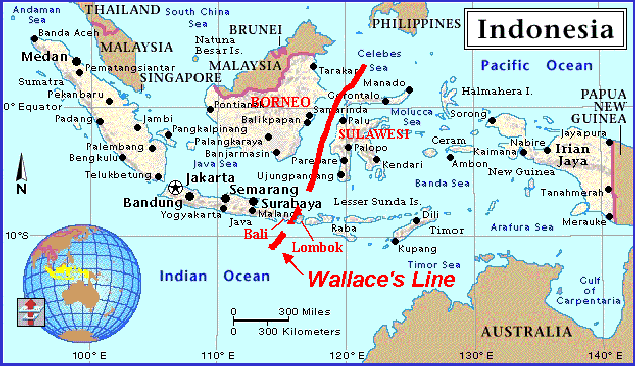 Andaman
Sea
THAILAND
South China
Sea
PHILIPPINES
Indonesia
Banda Aceh
MALAYSIA
BRUNEI
Natuna
Besar Is.
Celebes
Sea
Pacific Ocean
Medan
Pematangsiantar
SINGAPORE
MALAYSIA
Tarakan
Manado
Halmahera I.
PAPUA
NEW
GUINEA
Sumatra
Pekanbaru
Gorontalo
0° Equator
Pontianak
BORNEO
Samarinda
Molucca
Sea
Sorong
Jayapura
Padang
Jambi
Pangkalpinang
Balikpapan
Palu
SULAWESI
Ceram
Kaimana
Nabire
Irian
Jaya
Palembang
Palangkaraya
Palopo
Bengkulu
Java Sea
Banjarmasin
Parepare
Kendari
Ambon
New Guinea
Telukbetung
Jakarta
Ujungpandang
Banda Sea
Tanahmerah
N
Bandung
Semarang
Surabaya
Lesser Sunda Is.
Yogyakarta
Java
Malang
Dili
Merauke
10°S
Bali
Lombok
Raba
Timor
Arafura Sea
Kupang
Timor Sea
Indian Ocean
Wallace's Line
Gulf
of
Carpentaria
0 300 Miles
0 300 Kilometers
AUSTRALIA
100° E
110° E
120° E
130° E
140° E